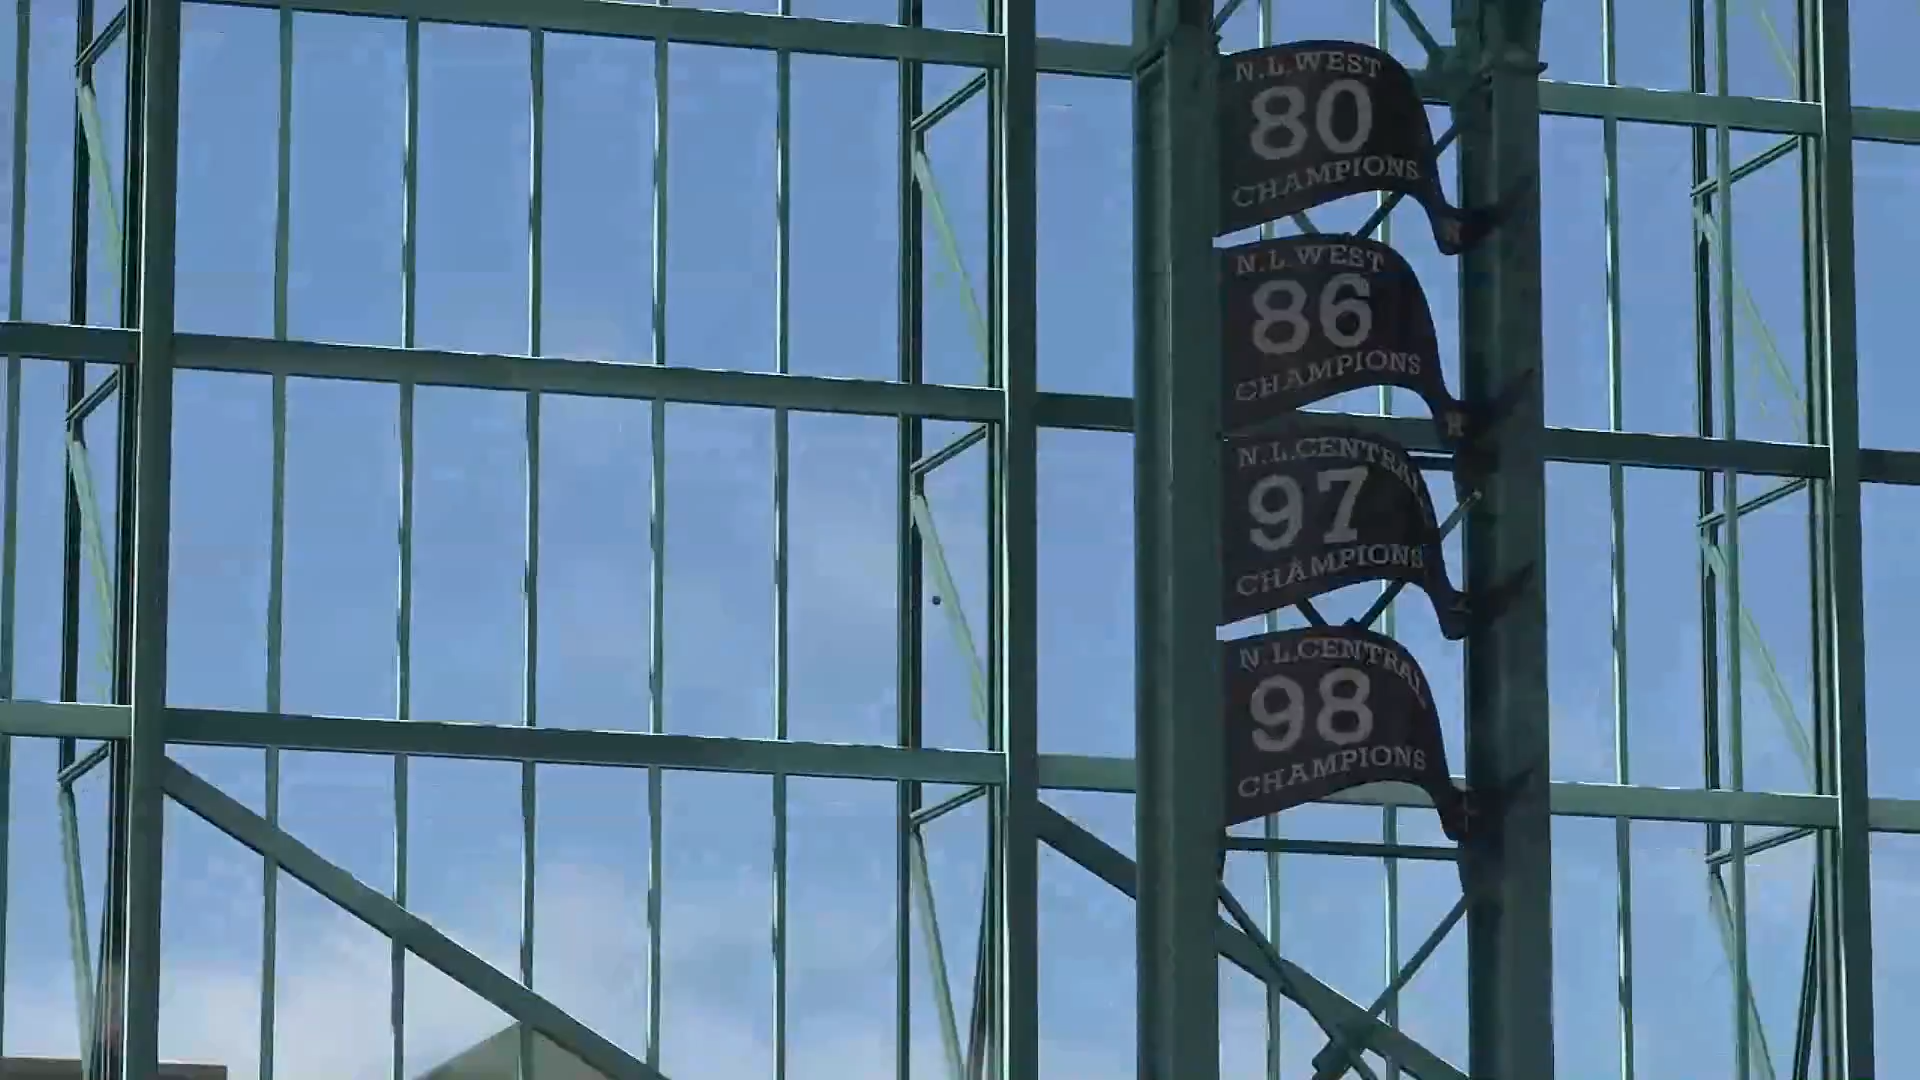 N.L.WEST
80
CHAMPIONS
N.L.WEST
86
CHAMPIONS
N.L.CENTRAL
97
CHAMPIONS
N.L.CENTRAL
98
CHAMPIONS